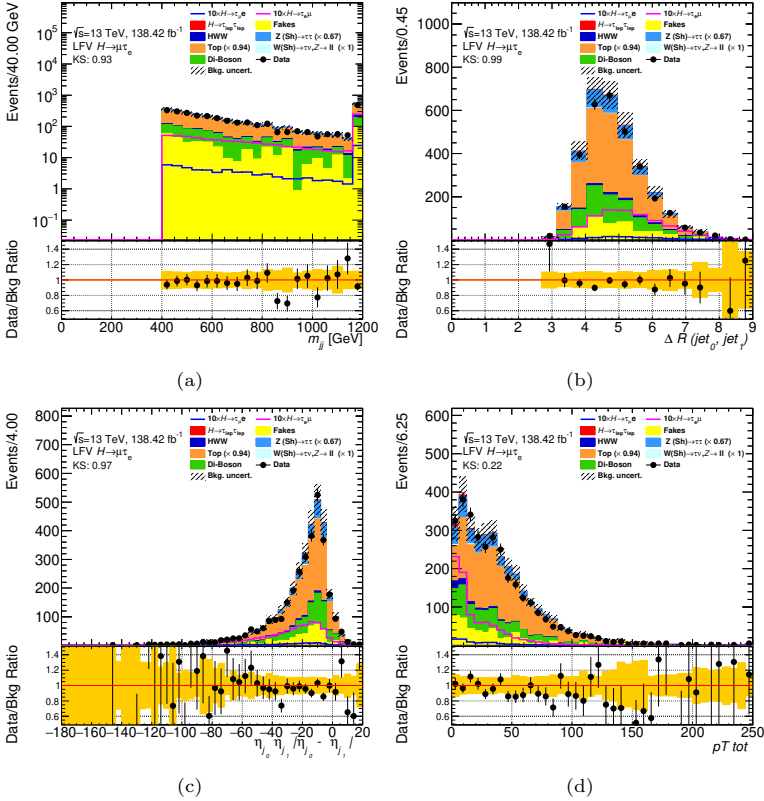 √s=13 TeV, 138.42 fb⁻¹
LFV H→μτₑ
KS: 0.93
10×H→τ_μe
10×H→τₑμ
H→τ_lepτ_lep
Fakes
HWW
Z (Sh)→ττ (× 0.67)
Top (× 0.94)
W(Sh)→τν,Z→ll (× 1)
Di-Boson
Data
Bkg. uncert.
Events/40.00 GeV
10⁵
10⁴
10³
10²
10
1
10⁻¹
Data/Bkg Ratio
1.4
1.2
1
0.8
0.6
0 200 400 600 800 1000 1200
m_jj [GeV]
(a)
√s=13 TeV, 138.42 fb⁻¹
LFV H→μτₑ
KS: 0.99
10×H→τ_μe
10×H→τₑμ
H→τ_lepτ_lep
Fakes
HWW
Z (Sh)→ττ (× 0.67)
Top (× 0.94)
W(Sh)→τν,Z→ll (× 1)
Di-Boson
Data
Bkg. uncert.
Events/0.45
1000
800
600
400
200
Data/Bkg Ratio
1.4
1.2
1
0.8
0.6
0 1 2 3 4 5 6 7 8 9
Δ R (jet₀, jet₁)
(b)
√s=13 TeV, 138.42 fb⁻¹
LFV H→μτₑ
KS: 0.97
10×H→τ_μe
10×H→τₑμ
H→τ_lepτ_lep
Fakes
HWW
Z (Sh)→ττ (× 0.67)
Top (× 0.94)
W(Sh)→τν,Z→ll (× 1)
Di-Boson
Data
Bkg. uncert.
Events/4.00
800
700
600
500
400
300
200
100
Data/Bkg Ratio
1.4
1.2
1
0.8
0.6
−180 −160 −140 −120 −100 −80 −60 −40 −20 0 20
η_j₀ η_j₁ /η_j₀ - η_j₁ /
(c)
√s=13 TeV, 138.42 fb⁻¹
LFV H→μτₑ
KS: 0.22
10×H→τ_μe
10×H→τₑμ
H→τ_lepτ_lep
Fakes
HWW
Z (Sh)→ττ (× 0.67)
Top (× 0.94)
W(Sh)→τν,Z→ll (× 1)
Di-Boson
Data
Bkg. uncert.
Events/6.25
600
500
400
300
200
100
Data/Bkg Ratio
1.4
1.2
1
0.8
0.6
0 50 100 150 200 250
pT tot
(d)